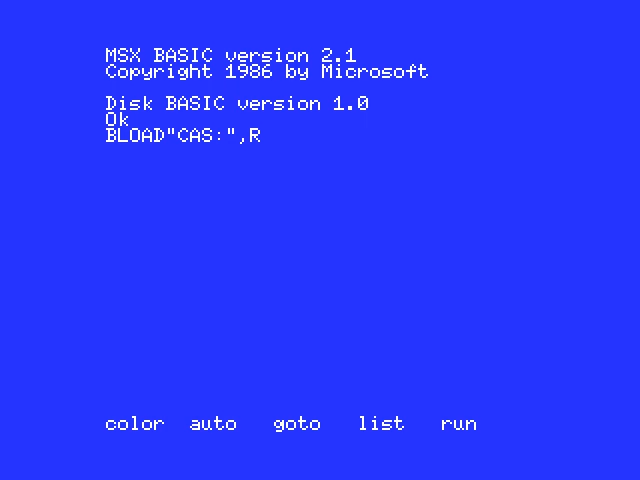 MSX BASIC version 2.1
Copyright 1986 by Microsoft
Disk BASIC version 1.0
Ok
BLOAD"CAS:",R
color auto goto list run